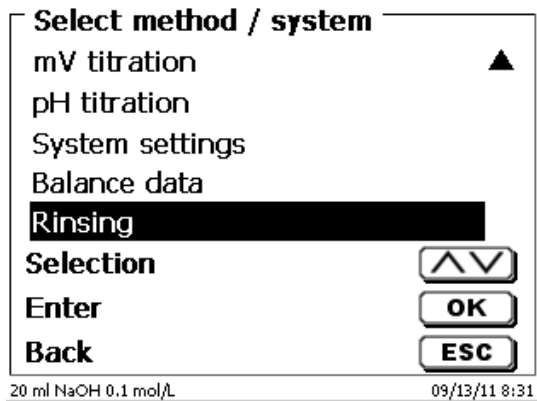 Select method / system
mV titration
pH titration
System settings
Balance data
Rinsing
Selection
Enter OK
Back ESC
20 ml NaOH 0.1 mol/L 09/13/11 8:31